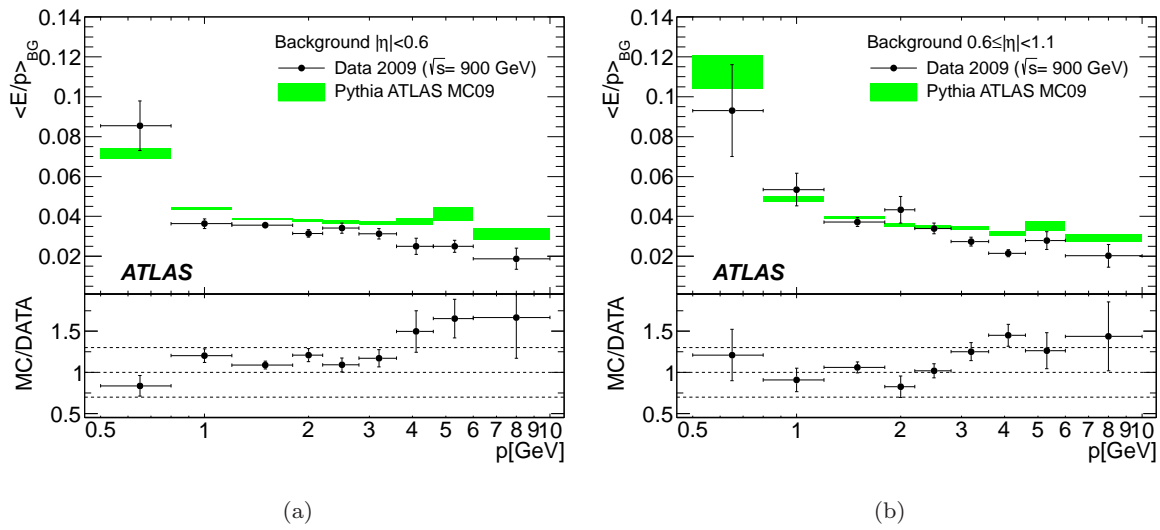 0.14
0.12
0.1
0.08
0.06
0.04
0.02
<E/p>BG
Background |η|<0.6
Data 2009 (√s= 900 GeV)
Pythia ATLAS MC09
ATLAS
MC/DATA
1.5
1.0
0.5
0.5 1 2 3 4 5 6 7 8 9 10
p[GeV]
(a)
0.14
0.12
0.1
0.08
0.06
0.04
0.02
<E/p>BG
Background 0.6≤|η|<1.1
Data 2009 (√s= 900 GeV)
Pythia ATLAS MC09
ATLAS
MC/DATA
1.5
1.0
0.5
0.5 1 2 3 4 5 6 7 8 9 10
p[GeV]
(b)